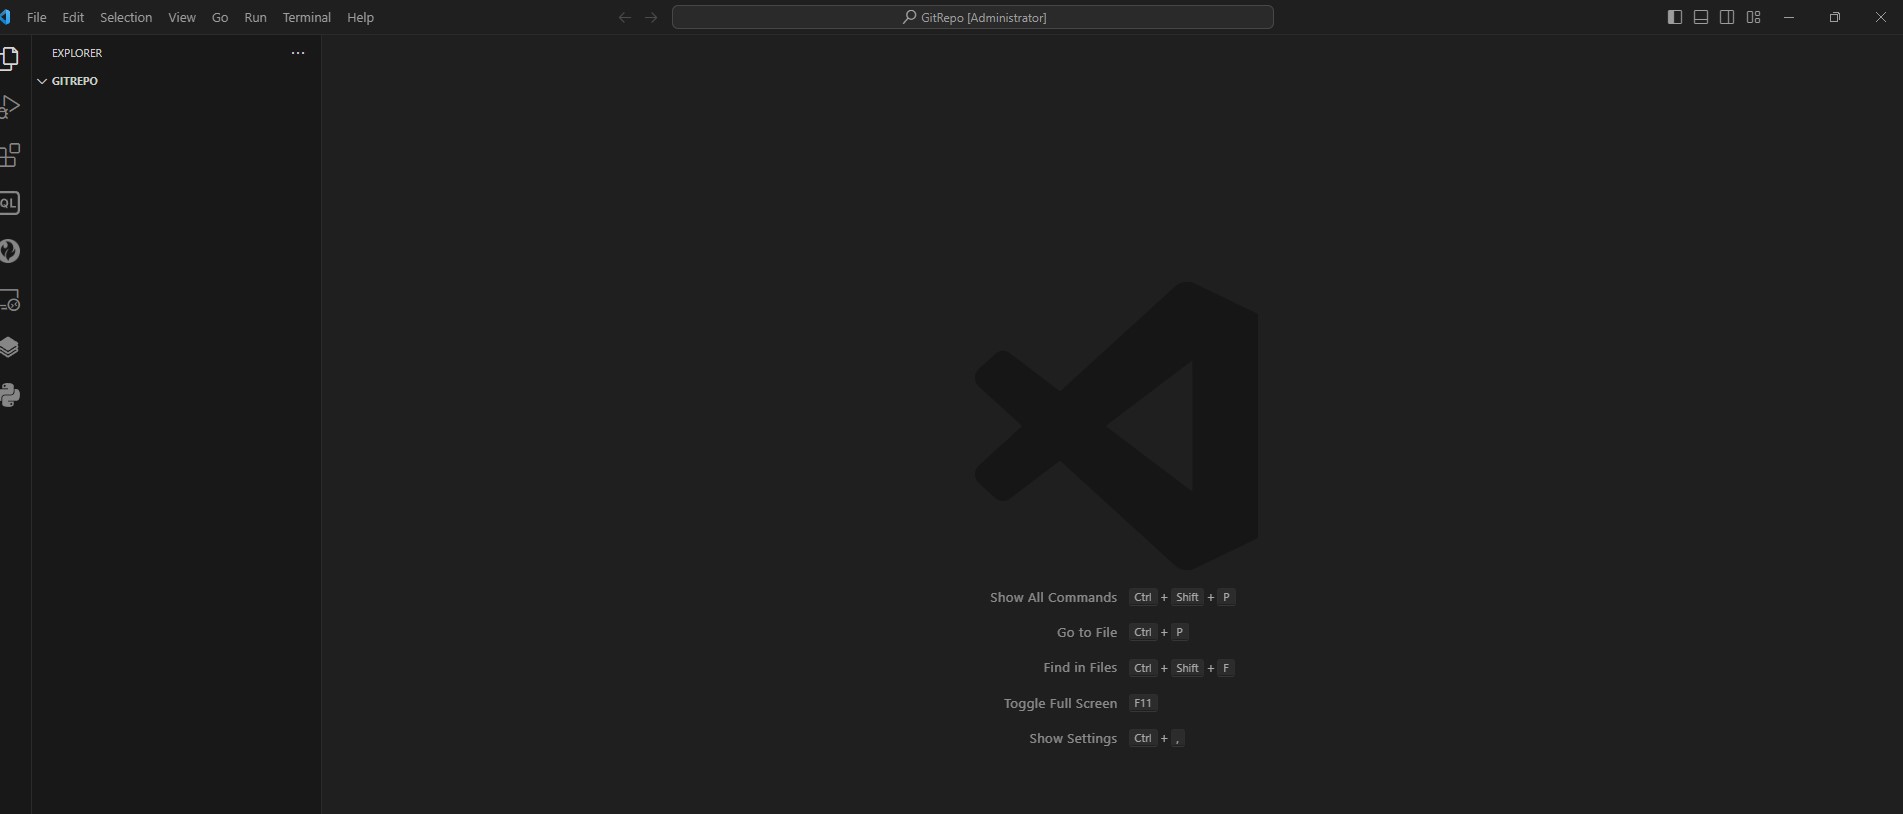 File Edit Selection View Go Run Terminal Help
GitRepo [Administrator]
EXPLORER
GITREPO
QL
Show All Commands Ctrl + Shift + P
Go to File Ctrl + P
Find in Files Ctrl + Shift + F
Toggle Full Screen F11
Show Settings Ctrl + ,